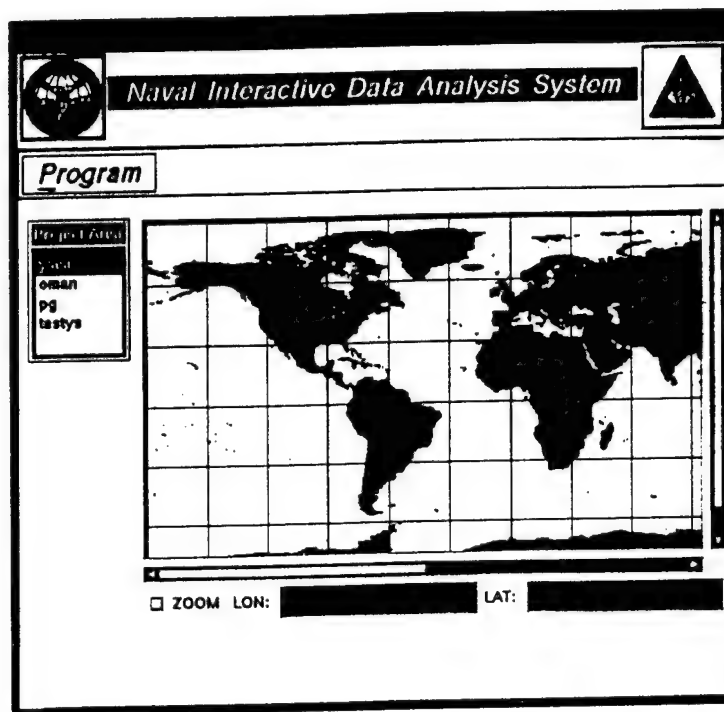 Naval Interactive Data Analysis System
Program
Project Area
oman
pg
testys
ZOOM LON: LAT: